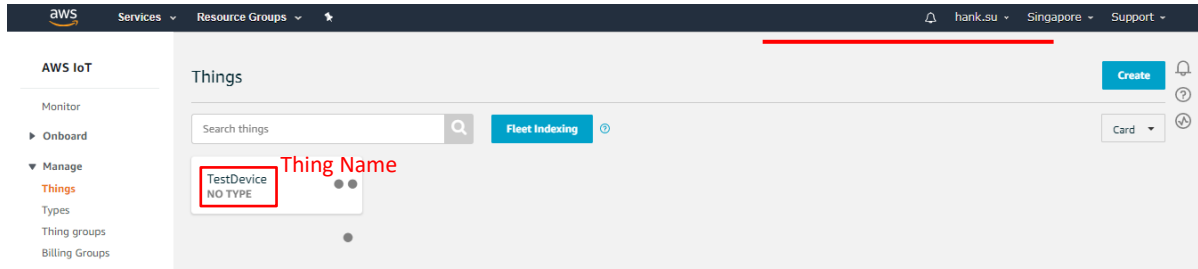 aws Services Resource Groups hank.su Singapore Support
AWS IoT
Things
Create
Monitor
Search things
Fleet Indexing
Card
Onboard
Manage
Thing Name
TestDevice
NO TYPE
Things
Types
Thing groups
Billing Groups